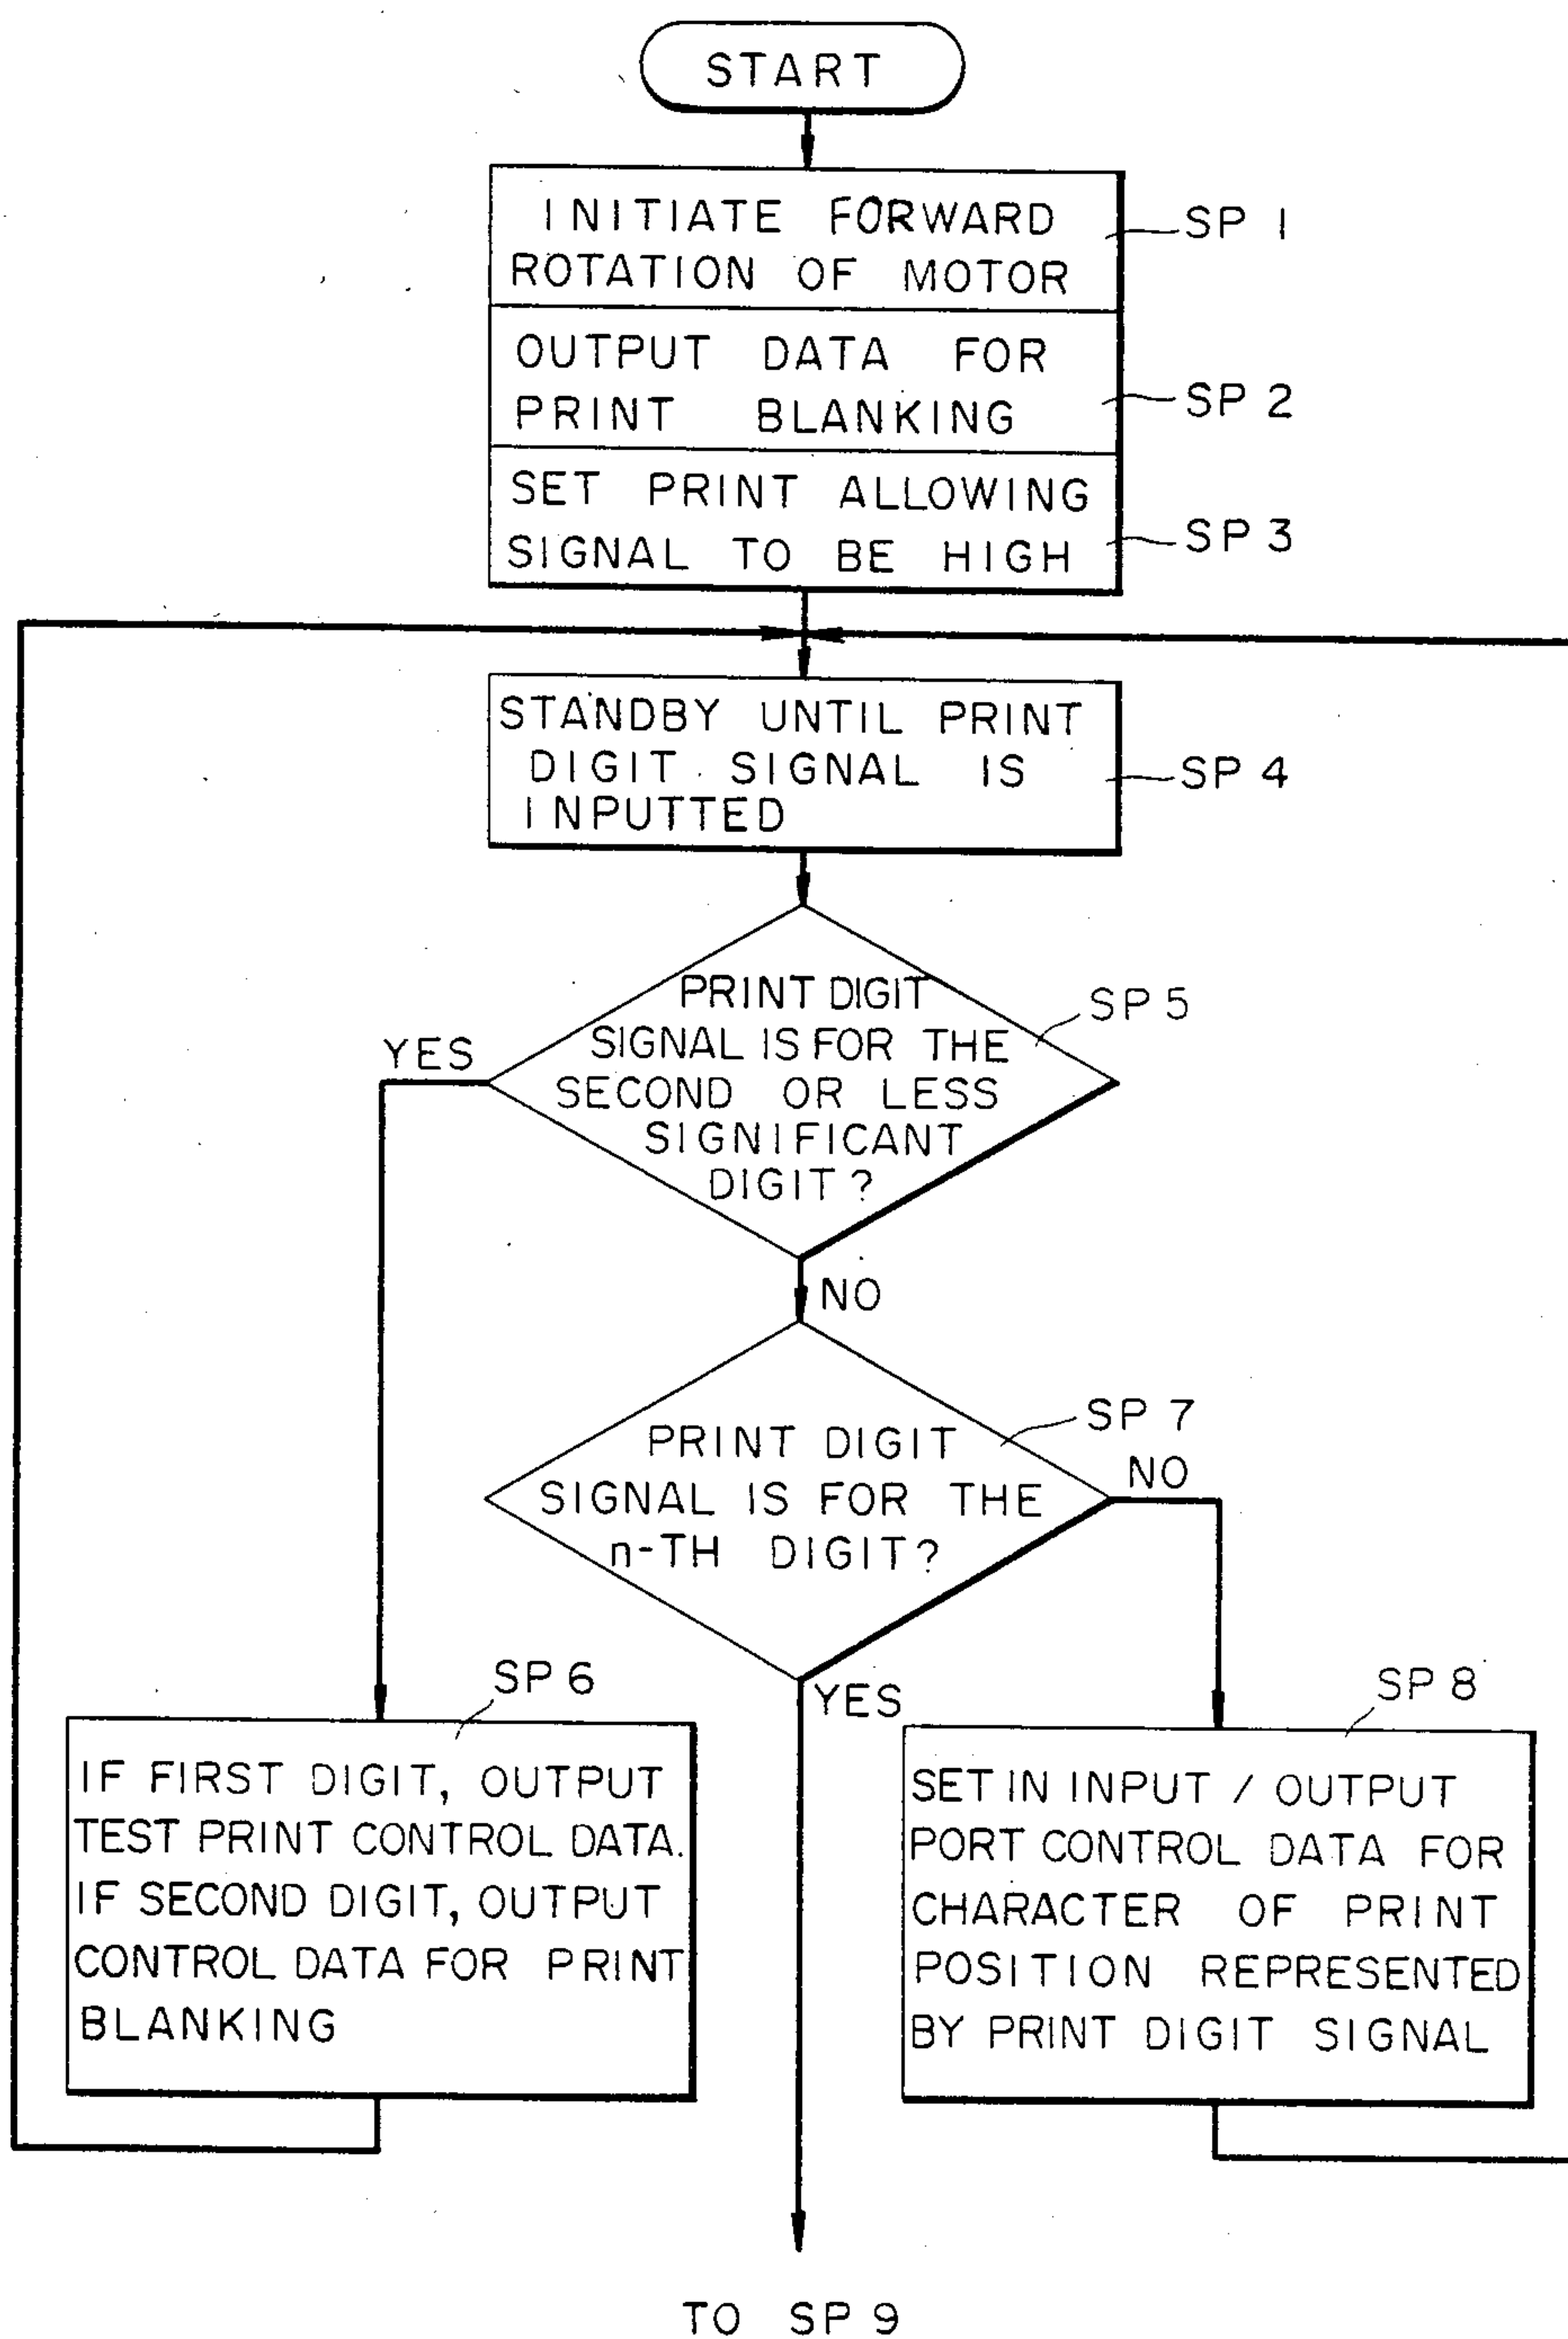 START
INITIATE FORWARD
ROTATION OF MOTOR
SP 1
OUTPUT DATA FOR
PRINT BLANKING
SP 2
SET PRINT ALLOWING
SIGNAL TO BE HIGH
SP 3
STANDBY UNTIL PRINT
DIGIT SIGNAL IS
INPUTTED
SP 4
PRINT DIGIT
SIGNAL IS FOR THE
SECOND OR LESS
SIGNIFICANT
DIGIT?
SP 5
YES
NO
PRINT DIGIT
SIGNAL IS FOR THE
n-TH DIGIT?
SP 7
NO
YES
SP 6
IF FIRST DIGIT, OUTPUT
TEST PRINT CONTROL DATA.
IF SECOND DIGIT, OUTPUT
CONTROL DATA FOR PRINT
BLANKING
SP 8
SET IN INPUT / OUTPUT
PORT CONTROL DATA FOR
CHARACTER OF PRINT
POSITION REPRESENTED
BY PRINT DIGIT SIGNAL
TO SP 9